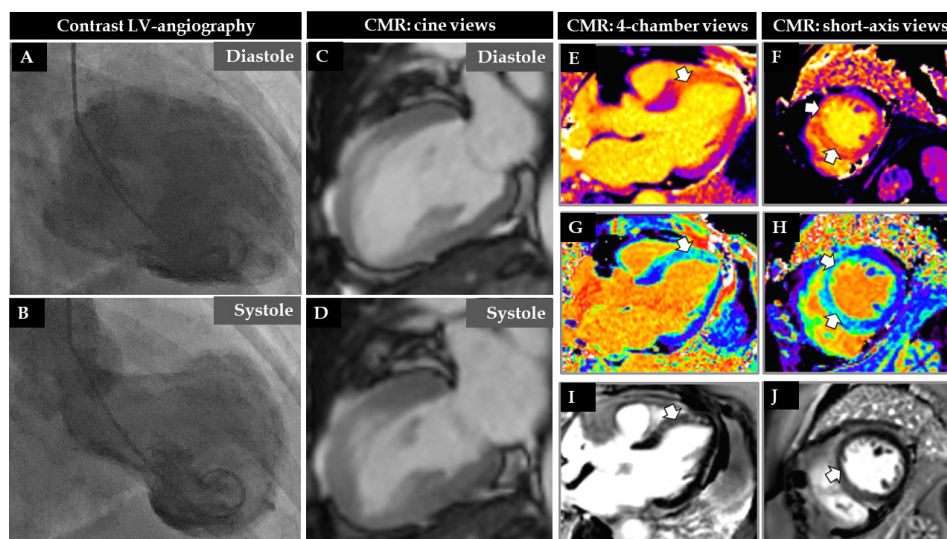 Contrast LV-angiography
CMR: cine views
CMR: 4-chamber views
CMR: short-axis views
A
Diastole
C
Diastole
E
F
G
H
B
Systole
D
Systole
I
J